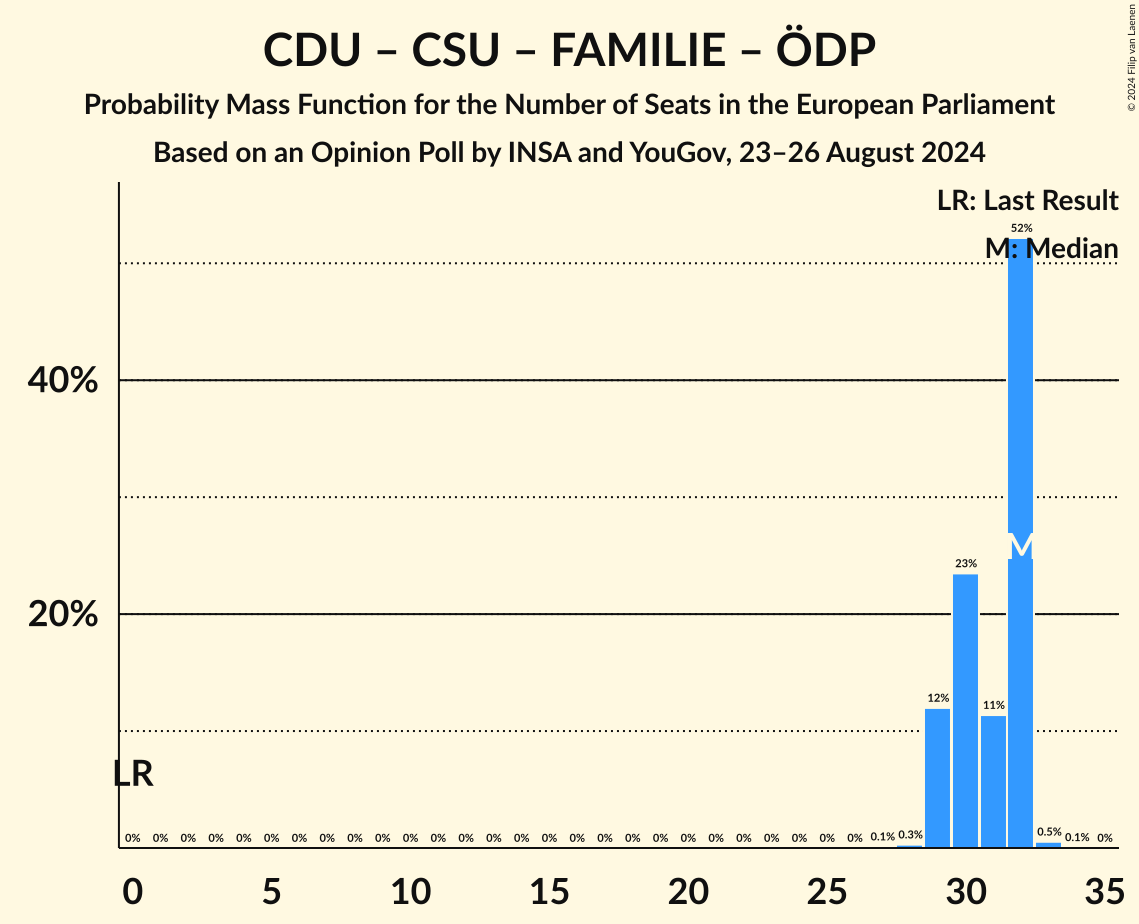 CDU – CSU – FAMILIE – ÖDP
Probability Mass Function for the Number of Seats in the European Parliament
Based on an Opinion Poll by INSA and YouGov, 23–26 August 2024
© 2024 Filip van Laenen
LR: Last Result
M: Median
52%
40%
M
23%
20%
12%
11%
LR
0% 0% 0% 0% 0% 0% 0% 0% 0% 0% 0% 0% 0% 0% 0% 0% 0% 0% 0% 0% 0% 0% 0% 0% 0% 0% 0% 0.1% 0.3% 0.5% 0.1% 0%
0 5 10 15 20 25 30 35